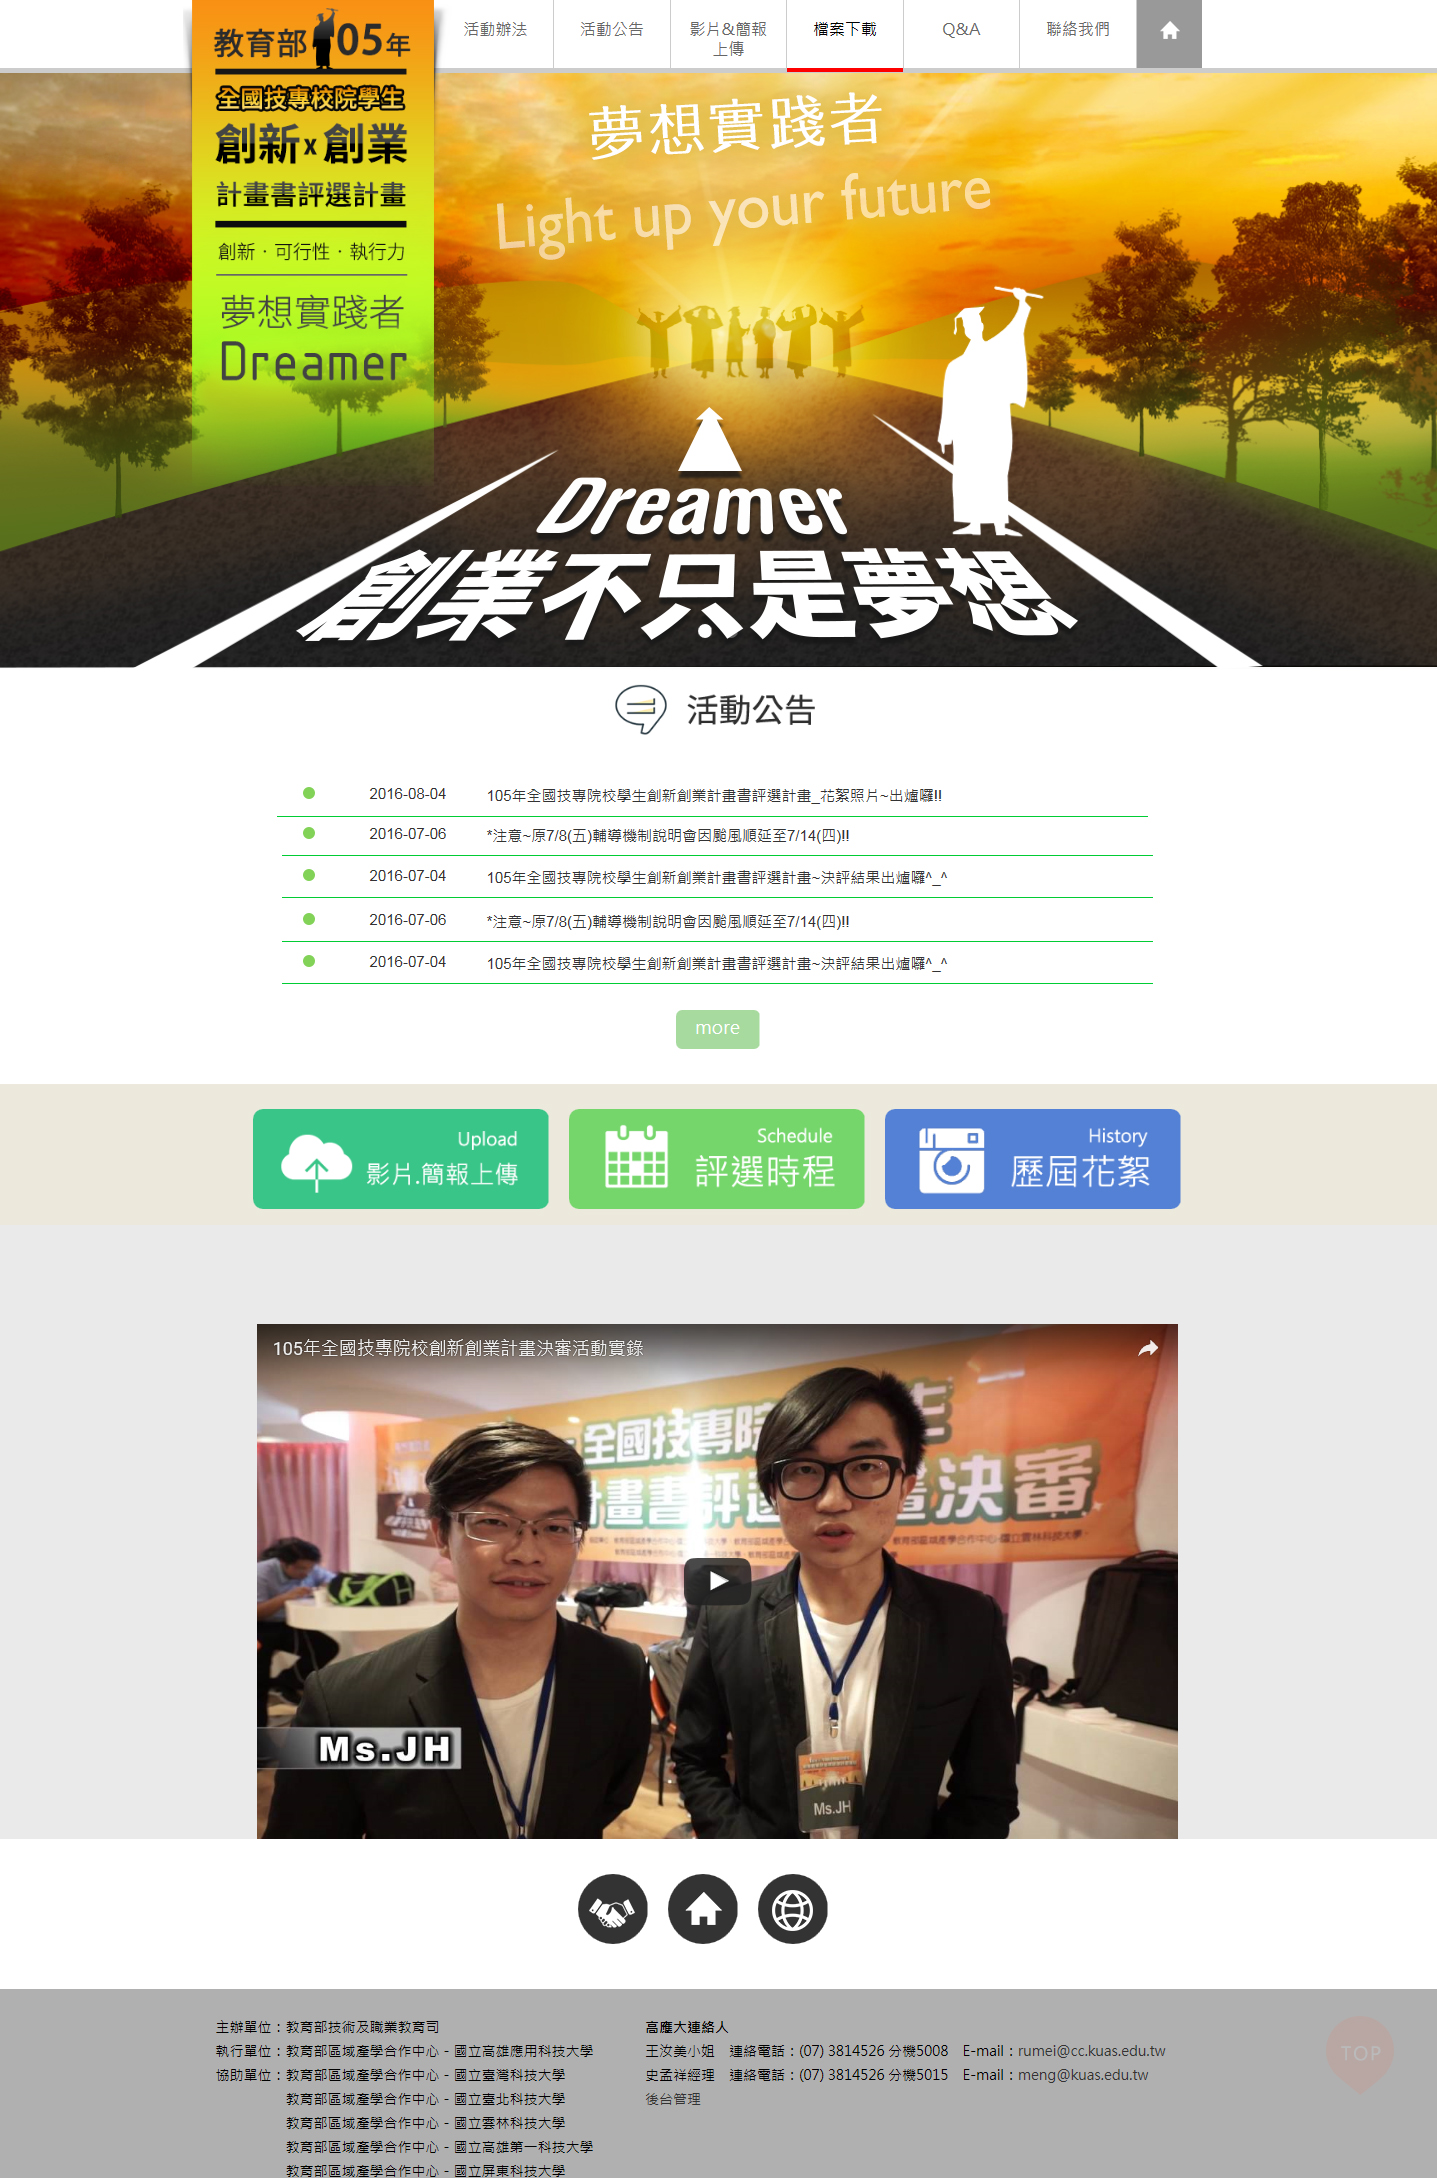 教育部105年
全國技專校院學生
創新x創業
計畫書評選計畫
創新・可行性・執行力
夢想實踐者
Dreamer
活動辦法
活動公告
影片&簡報
上傳
檔案下載
Q&A
聯絡我們
夢想實踐者
Light up your future
Dreamer
創業不只是夢想
活動公告
2016-08-04 105年全國技專院校學生創新創業計畫書評選計畫_花絮照片~出爐囉!!
2016-07-06 *注意~原7/8(五)輔導機制說明會因颱風順延至7/14(四)!!
2016-07-04 105年全國技專院校學生創新創業計畫書評選計畫~決評結果出爐囉^_^
2016-07-06 *注意~原7/8(五)輔導機制說明會因颱風順延至7/14(四)!!
2016-07-04 105年全國技專院校學生創新創業計畫書評選計畫~決評結果出爐囉^_^
more
Upload
影片.簡報上傳
Schedule
評選時程
History
歷屆花絮
105年全國技專院校創新創業計畫決審活動實錄
全國技專院
計畫書評選
決審
Ms.JH
Ms.JH
主辦單位：教育部技術及職業教育司
執行單位：教育部區域產學合作中心 - 國立高雄應用科技大學
協助單位：教育部區域產學合作中心 - 國立臺灣科技大學
教育部區域產學合作中心 - 國立臺北科技大學
教育部區域產學合作中心 - 國立雲林科技大學
教育部區域產學合作中心 - 國立高雄第一科技大學
教育部區域產學合作中心 - 國立屏東科技大學
高應大連絡人
王汝美小姐 連絡電話：(07) 3814526 分機5008 E-mail：rumei@cc.kuas.edu.tw
史孟祥經理 連絡電話：(07) 3814526 分機5015 E-mail：meng@kuas.edu.tw
後台管理
TOP